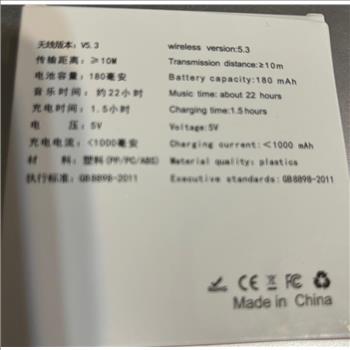 无线版本：V5.3 wireless version:5.3
传输距离：≥10M Transmission distance:≥10m
电池容量：180毫安 Battery capacity:180 mAh
音乐时间：约22小时 Music time: about 22 hours
充电时间：1.5小时 Charging time:1.5 hours
电 压：5V Voltage:5V
充电电流：<1000毫安 Charging current:<1000 mAh
材 料：塑料(PP/PC/ABS) Material quality: plastics
执行标准：GB8898-2011 Executive standards:GB8898-2011
CE FC
Made in China